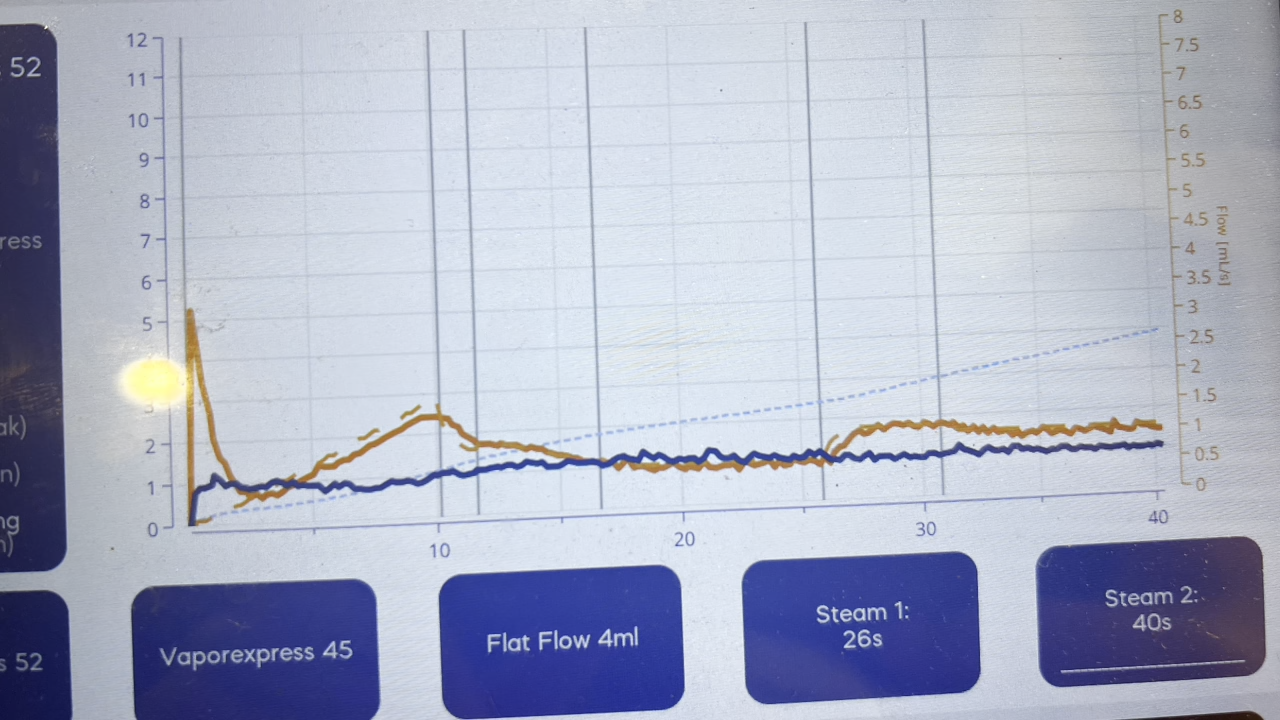 52
ress
ak)
n)
ng
n)
s 52
12
11
10
9
8
7
6
5
3
2
1
0
10
20
30
40
8
7.5
7
6.5
6
5.5
5
4.5
4
3.5
3
2.5
2
1.5
1
0.5
0
Flow [mL/s]
Vaporexpress 45
Flat Flow 4ml
Steam 1:
26s
Steam 2:
40s